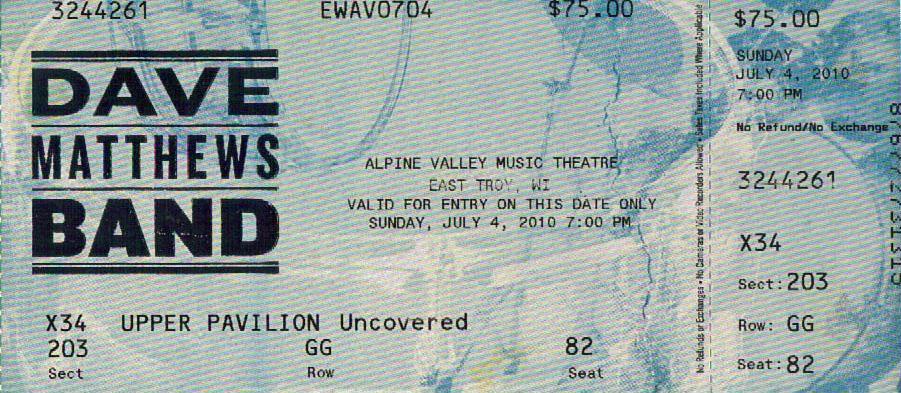 3244261 EWAV0704 $75.00
DAVE
MATTHEWS
BAND
ALPINE VALLEY MUSIC THEATRE
EAST TROY, WI
VALID FOR ENTRY ON THIS DATE ONLY
SUNDAY, JULY 4, 2010 7:00 PM
X34 UPPER PAVILION Uncovered
203 GG 82
Sect Row Seat
No Refunds or Exchanges • No Cameras or Video Recorders Allowed • Sales Taxes Included Where Applicable
$75.00
SUNDAY
JULY 4, 2010
7:00 PM
No Refund/No Exchange
3244261
X34
Sect: 203
Row: GG
Seat: 82